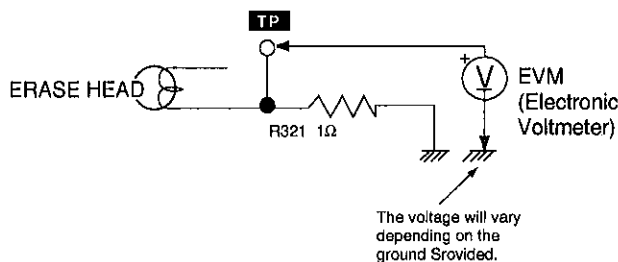 TP
ERASE HEAD
+
V
EVM
(Electronic
Voltmeter)
R321 1Ω
The voltage will vary
depending on the
ground Srovided.